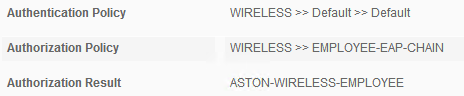 Authentication Policy WIRELESS >> Default >> Default
Authorization Policy WIRELESS >> EMPLOYEE-EAP-CHAIN
Authorization Result ASTON-WIRELESS-EMPLOYEE